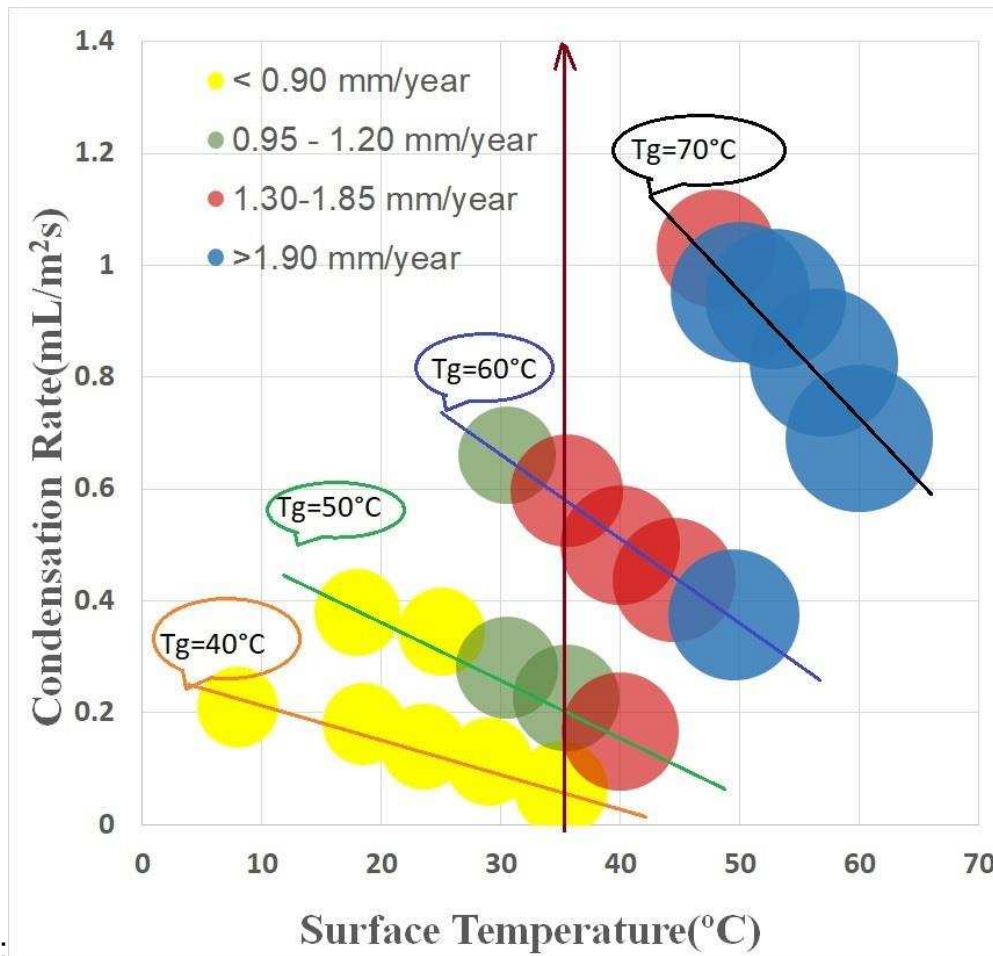 1.4
1.2
1
0.8
0.6
0.4
0.2
0
Condensation Rate(mL/m²s)
< 0.90 mm/year
0.95 - 1.20 mm/year
1.30-1.85 mm/year
>1.90 mm/year
Tg=70°C
Tg=60°C
Tg=50°C
Tg=40°C
0 10 20 30 40 50 60 70
Surface Temperature(ºC)
.